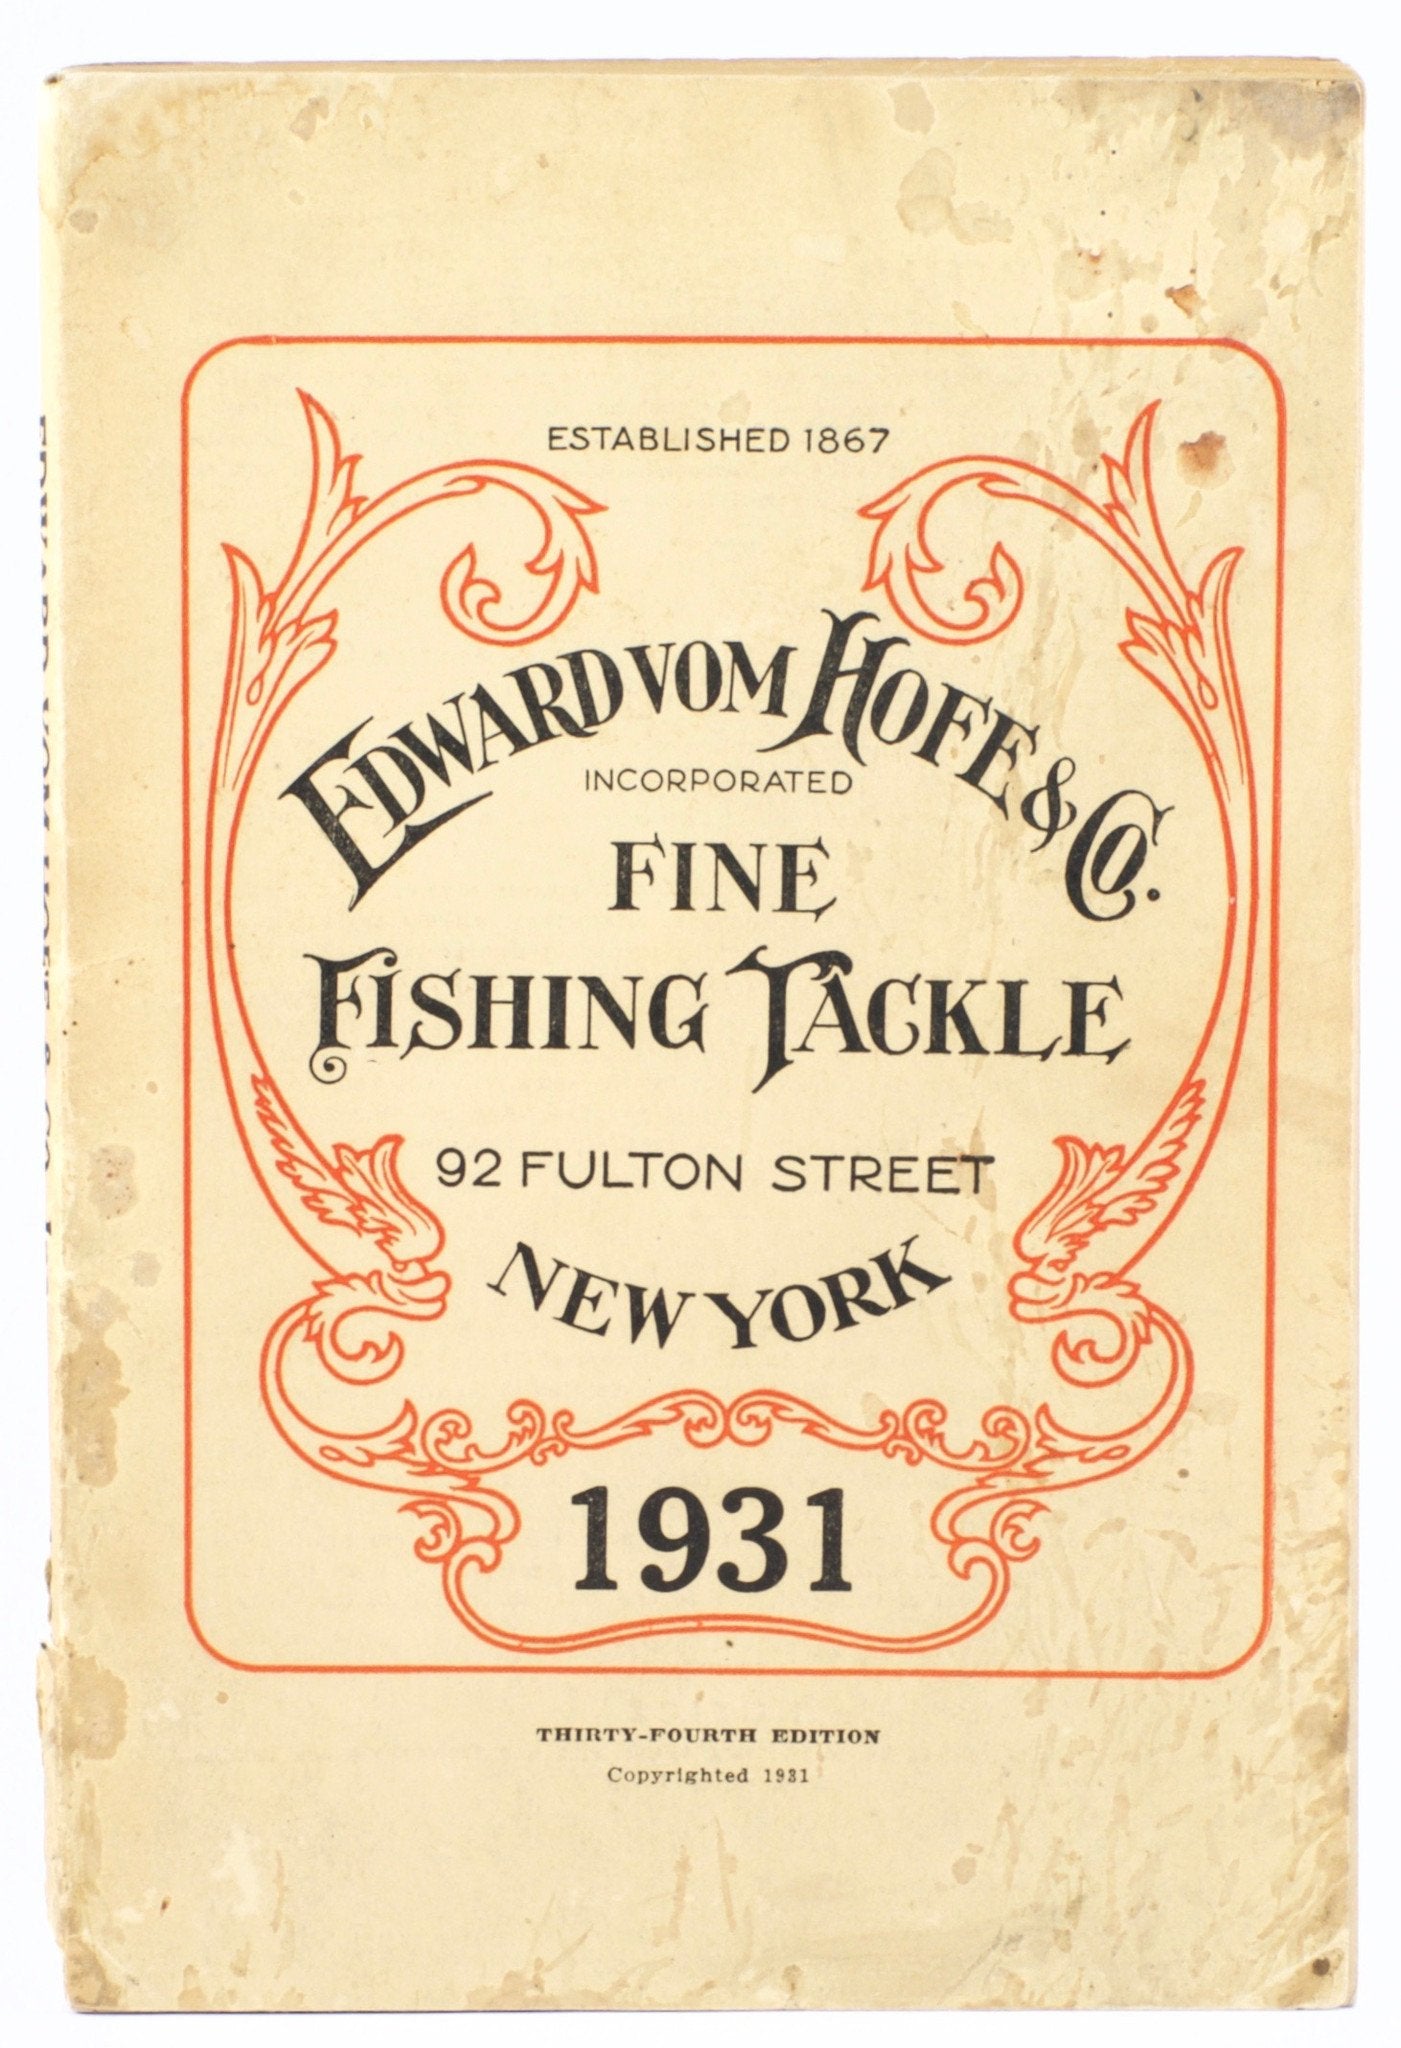 ESTABLISHED 1867
EDWARD VOM HOFE & CO.
INCORPORATED
FINE
FISHING TACKLE
92 FULTON STREET
NEW YORK
1931
THIRTY-FOURTH EDITION
Copyrighted 1931